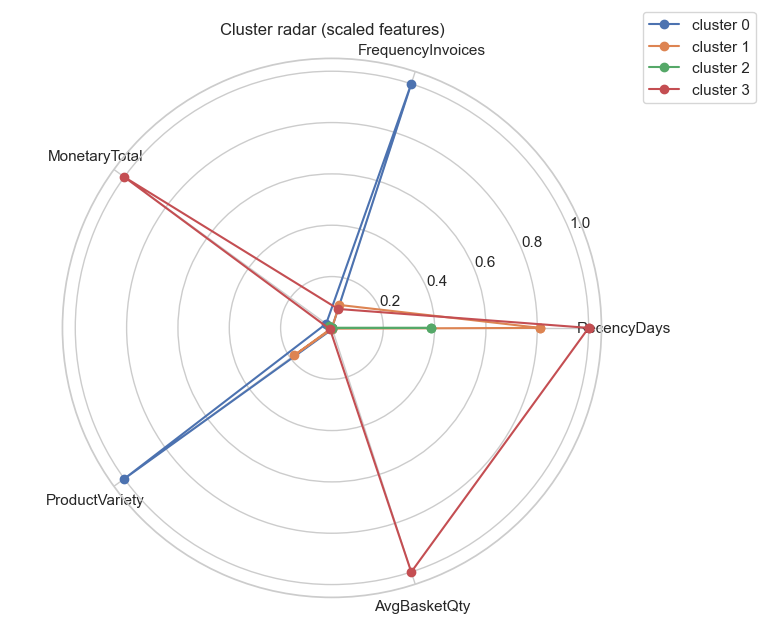 Cluster radar (scaled features)
cluster 0
cluster 1
cluster 2
cluster 3
FrequencyInvoices
MonetaryTotal
1.0
0.8
0.6
0.4
0.2
RecencyDays
ProductVariety
AvgBasketQty